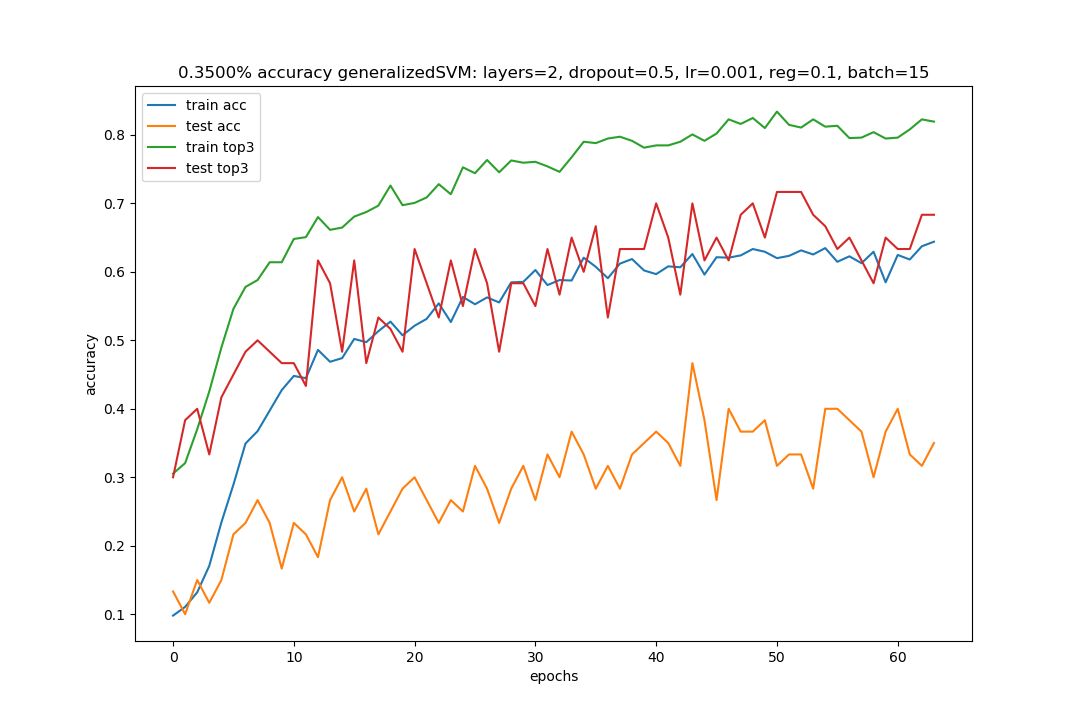 0.3500% accuracy generalizedSVM: layers=2, dropout=0.5, lr=0.001, reg=0.1, batch=15
train acc
test acc
train top3
test top3
accuracy
0.8
0.7
0.6
0.5
0.4
0.3
0.2
0.1
0 10 20 30 40 50 60
epochs